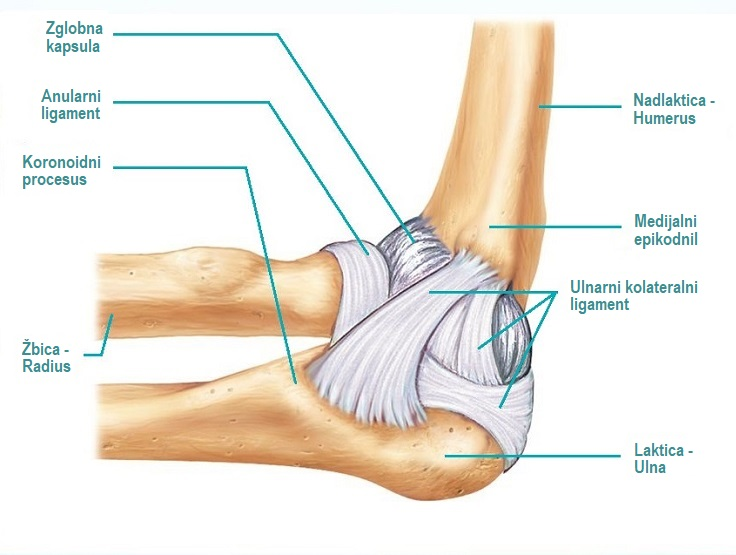 Zglobna
kapsula
Anularni
ligament
Koronoidni
procesus
Žbica -
Radius
Nadlaktica -
Humerus
Medijalni
epikodnil
Ulnarni kolateralni
ligament
Laktica -
Ulna